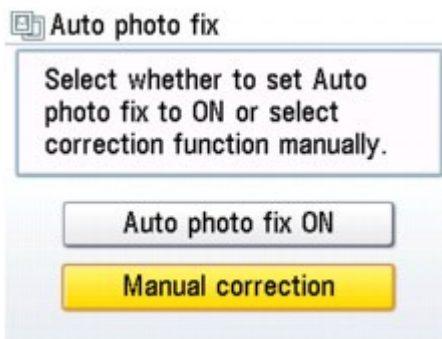 Auto photo fix
Select whether to set Auto
photo fix to ON or select
correction function manually.
Auto photo fix ON
Manual correction